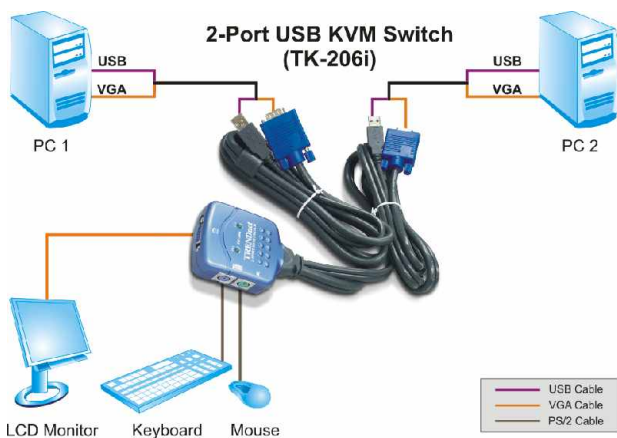 2-Port USB KVM Switch
(TK-206i)
USB
VGA
PC 1
USB
VGA
PC 2
TRENDnet
LCD Monitor
Keyboard
Mouse
USB Cable
VGA Cable
PS/2 Cable